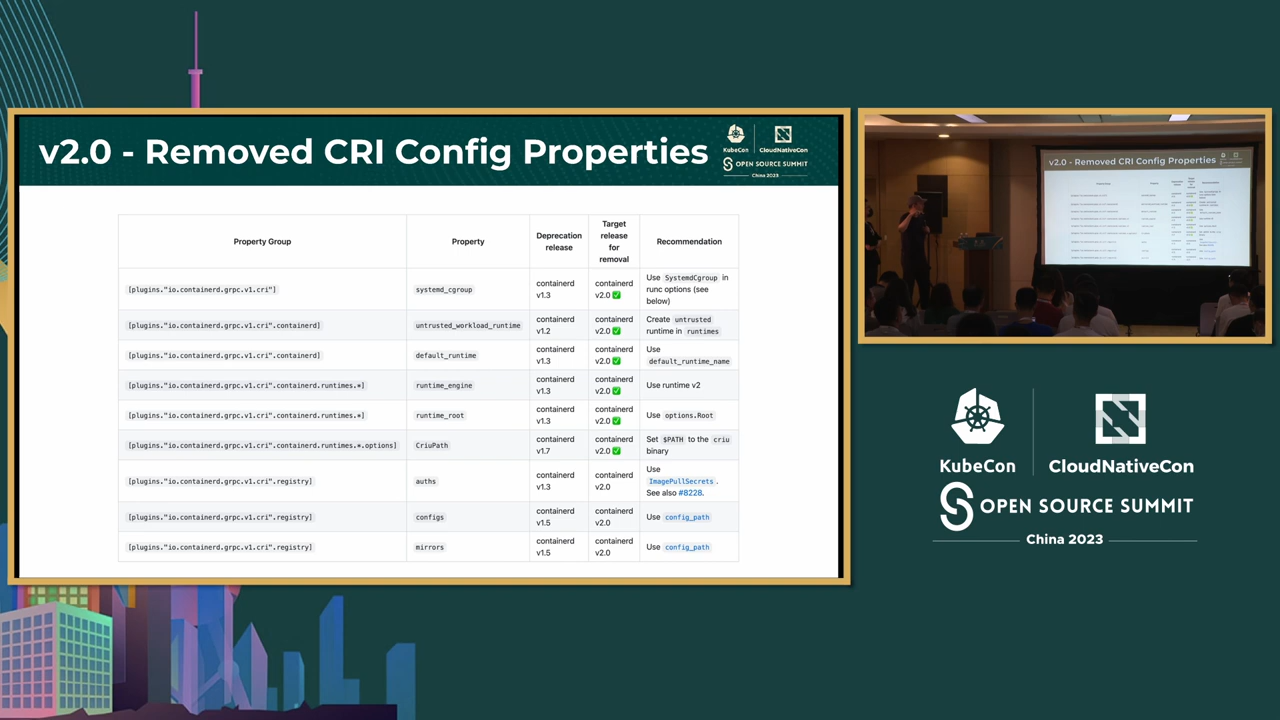 v2.0 - Removed CRI Config Properties
KubeCon
CloudNativeCon
OPEN SOURCE SUMMIT
China 2023
Property Group
Property
Deprecation
release
Target
release
for
removal
Recommendation
[plugins."io.containerd.grpc.v1.cri"]
systemd_cgroup
containerd
v1.3
containerd
v2.0 ✅
Use SystemdCgroup in
runc options (see
below)
[plugins."io.containerd.grpc.v1.cri".containerd]
untrusted_workload_runtime
containerd
v1.2
containerd
v2.0 ✅
Create untrusted
runtime in runtimes
[plugins."io.containerd.grpc.v1.cri".containerd]
default_runtime
containerd
v1.3
containerd
v2.0 ✅
Use
default_runtime_name
[plugins."io.containerd.grpc.v1.cri".containerd.runtimes.*]
runtime_engine
containerd
v1.3
containerd
v2.0 ✅
Use runtime v2
[plugins."io.containerd.grpc.v1.cri".containerd.runtimes.*]
runtime_root
containerd
v1.3
containerd
v2.0 ✅
Use options.Root
[plugins."io.containerd.grpc.v1.cri".containerd.runtimes.*.options]
CriuPath
containerd
v1.7
containerd
v2.0 ✅
Set $PATH to the criu
binary
[plugins."io.containerd.grpc.v1.cri".registry]
auths
containerd
v1.3
containerd
v2.0
Use
ImagePullSecrets.
See also #8228.
[plugins."io.containerd.grpc.v1.cri".registry]
configs
containerd
v1.5
containerd
v2.0
Use config_path
[plugins."io.containerd.grpc.v1.cri".registry]
mirrors
containerd
v1.5
containerd
v2.0
Use config_path
v2.0 - Removed CRI Config Properties
KubeCon
CloudNativeCon
OPEN SOURCE SUMMIT
China 2023